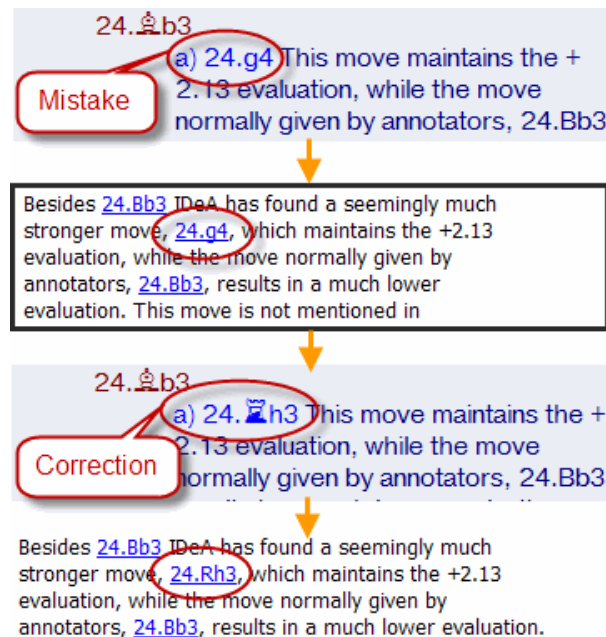 24.♗b3
a) 24.g4 This move maintains the +
Mistake
2.13 evaluation, while the move
normally given by annotators, 24.Bb3
Besides 24.Bb3 IDeA has found a seemingly much
stronger move, 24.g4, which maintains the +2.13
evaluation, while the move normally given by
annotators, 24.Bb3, results in a much lower
evaluation. This move is not mentioned in
24.♗b3
a) 24.♖h3 This move maintains the +
Correction
2.13 evaluation, while the move
normally given by annotators, 24.Bb3
Besides 24.Bb3 IDeA has found a seemingly much
stronger move, 24.Rh3, which maintains the +2.13
evaluation, while the move normally given by
annotators, 24.Bb3, results in a much lower evaluation.